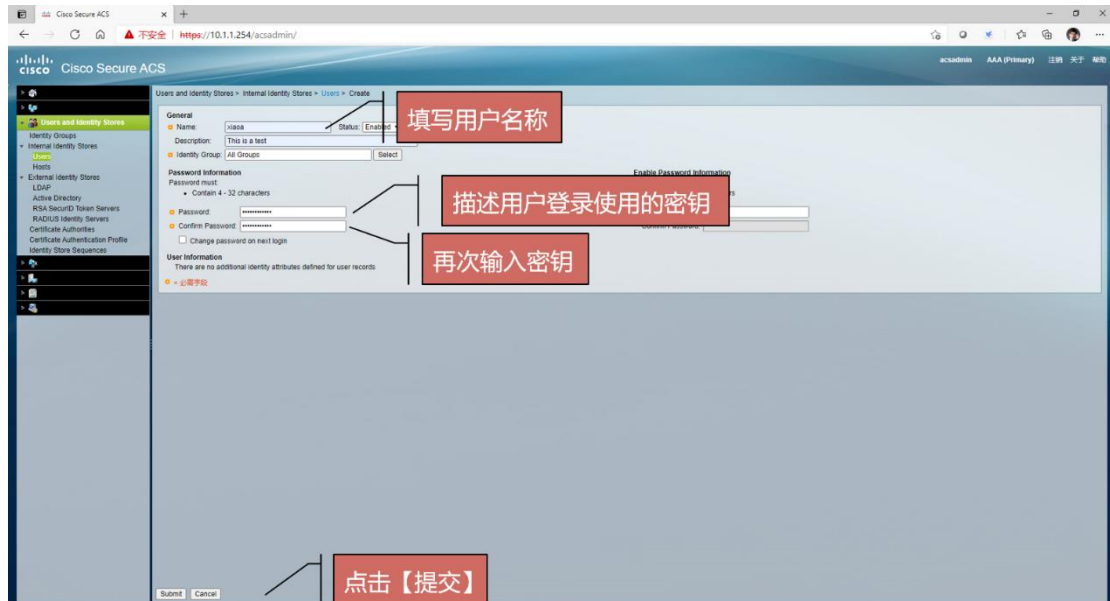 Cisco Secure ACS
不安全 https://10.1.1.254/acsadmin/
CISCO Cisco Secure ACS
acsadmin AAA (Primary) 注销 关于 帮助
Users and Identity Stores
Identity Groups
Internal Identity Stores
Users
Hosts
External Identity Stores
LDAP
Active Directory
RSA SecurID Token Servers
RADIUS Identity Servers
Certificate Authorities
Certificate Authentication Profile
Identity Store Sequences
Users and Identity Stores > Internal Identity Stores > Users > Create
General
Name: xiaoa Status: Enabled
填写用户名称
Description: This is a test
Identity Group: All Groups Select
Password Information
Enable Password Information
Password must:
Contain 4 - 32 characters
描述用户登录使用的密钥
Password:
Confirm Password:
Confirm Password:
Change password on next login
再次输入密钥
User Information
There are no additional identity attributes defined for user records
= 必需字段
点击【提交】
Submit Cancel